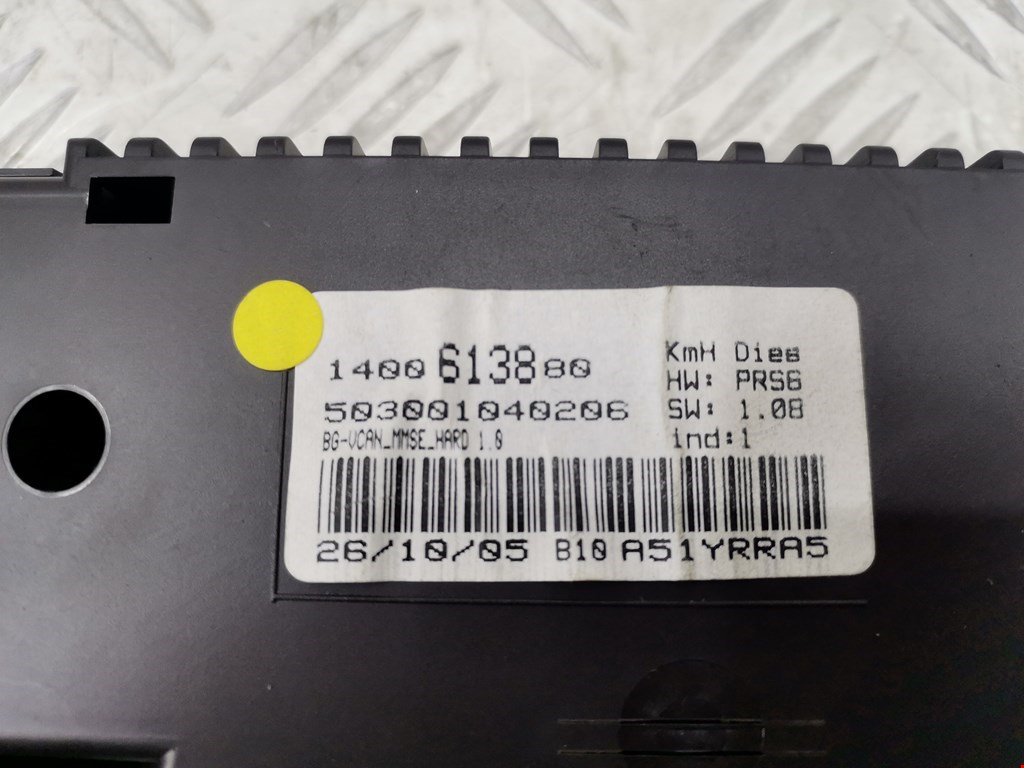 1400 6138 80
503001040206
BG-VCAN_MMSE_HARD 1.0
KmH Dies
HW: PRS6
SW: 1.08
ind:1
26/10/05 B10 A51YRRA5